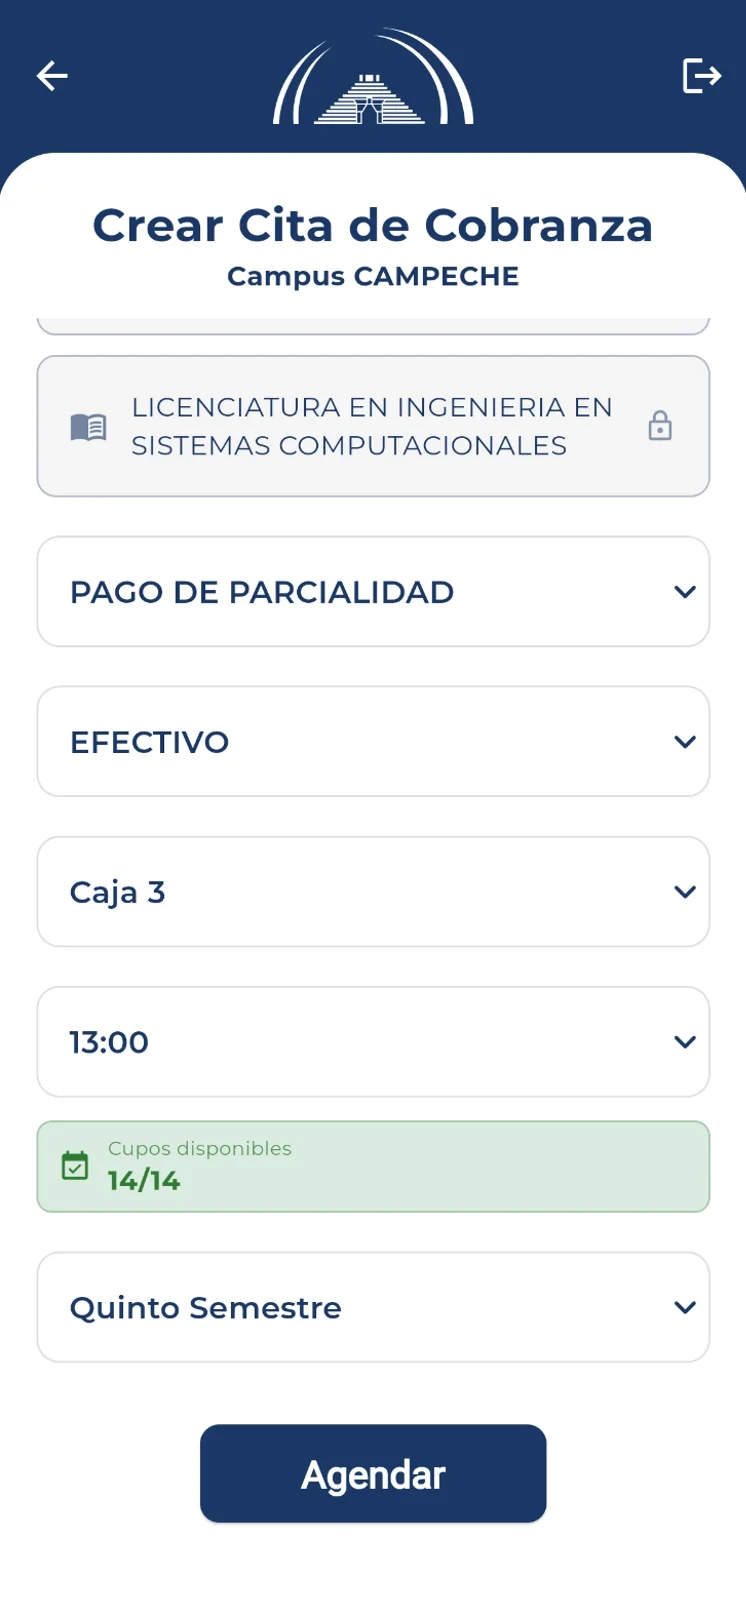 Crear Cita de Cobranza
Campus CAMPECHE
LICENCIATURA EN INGENIERIA EN
SISTEMAS COMPUTACIONALES
PAGO DE PARCIALIDAD
EFECTIVO
Caja 3
13:00
Cupos disponibles
14/14
Quinto Semestre
Agendar